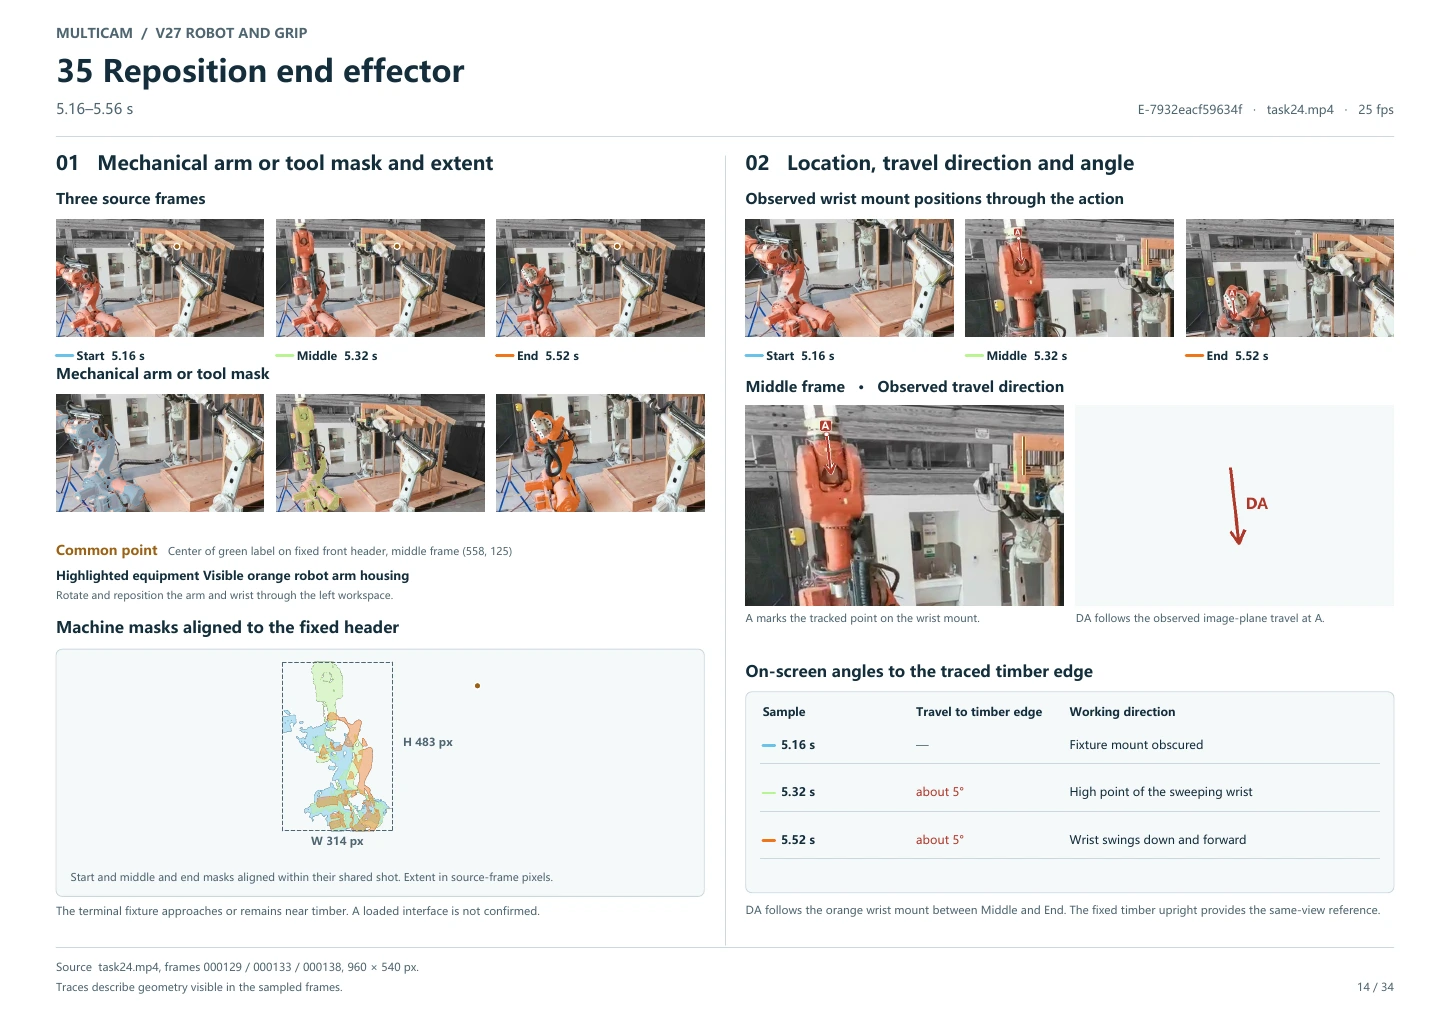 MULTICAM / V27 ROBOT AND GRIP
35 Reposition end effector
5.16–5.56 s
E-7932eacf59634f · task24.mp4 · 25 fps
01 Mechanical arm or tool mask and extent
Three source frames
Start 5.16 s
Middle 5.32 s
End 5.52 s
Mechanical arm or tool mask
Common point Center of green label on fixed front header, middle frame (558, 125)
Highlighted equipment Visible orange robot arm housing
Rotate and reposition the arm and wrist through the left workspace.
Machine masks aligned to the fixed header
H 483 px
W 314 px
Start and middle and end masks aligned within their shared shot. Extent in source-frame pixels.
The terminal fixture approaches or remains near timber. A loaded interface is not confirmed.
02 Location, travel direction and angle
Observed wrist mount positions through the action
A
Start 5.16 s
Middle 5.32 s
End 5.52 s
Middle frame • Observed travel direction
A
DA
A marks the tracked point on the wrist mount.
DA follows the observed image-plane travel at A.
On-screen angles to the traced timber edge
Sample Travel to timber edge Working direction
5.16 s — Fixture mount obscured
5.32 s about 5° High point of the sweeping wrist
5.52 s about 5° Wrist swings down and forward
DA follows the orange wrist mount between Middle and End. The fixed timber upright provides the same-view reference.
Source task24.mp4, frames 000129 / 000133 / 000138, 960 × 540 px.
Traces describe geometry visible in the sampled frames.
14 / 34